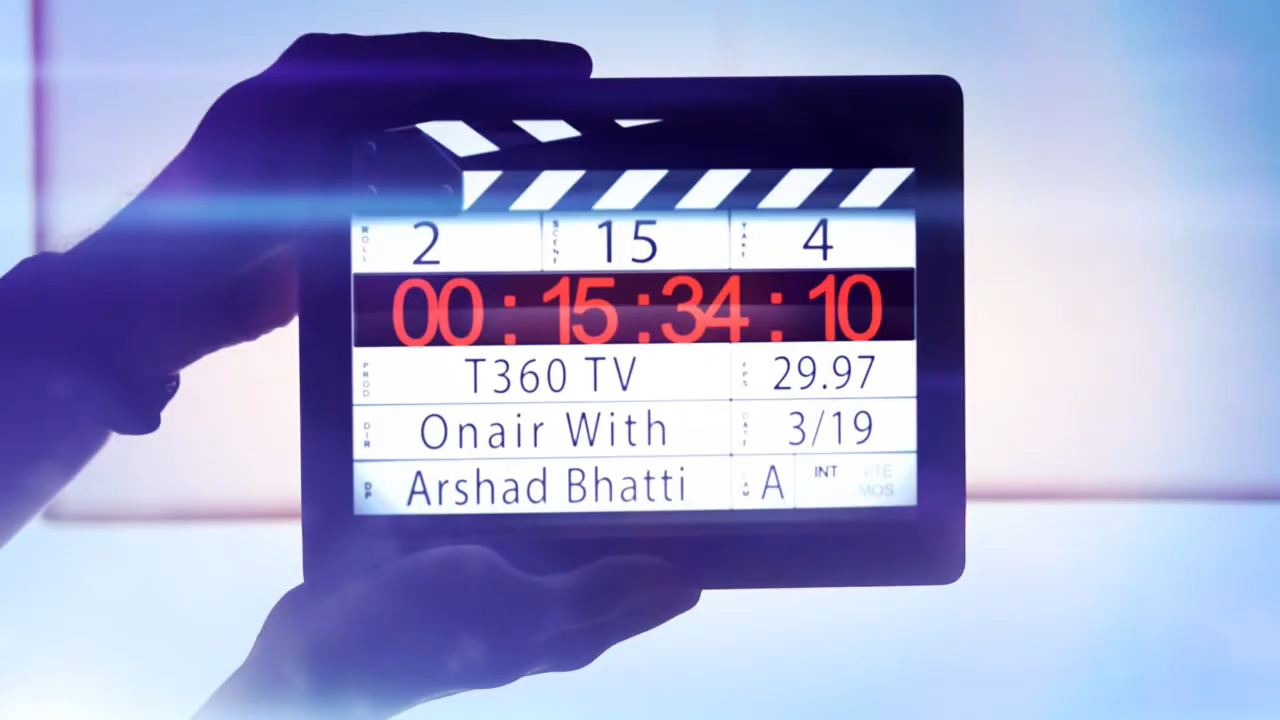 ROLL 2 SCENE 15 TAKE 4
00 : 15 : 34 : 10
PROD T360 TV FPS 29.97
DIR Onair With DATE 3/19
DP Arshad Bhatti CAM A INT
MOS